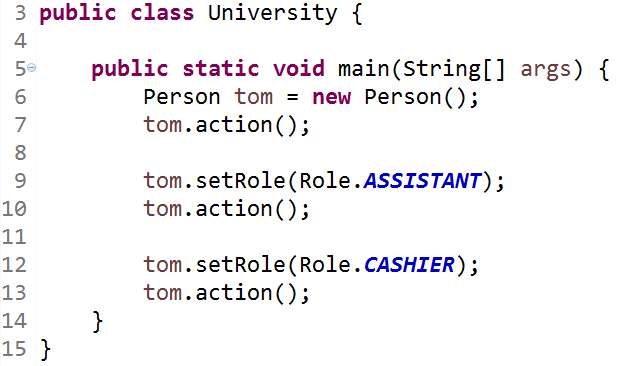 3 public class University {
4
5 public static void main(String[] args) {
6 Person tom = new Person();
7 tom.action();
8
9 tom.setRole(Role.ASSISTANT);
10 tom.action();
11
12 tom.setRole(Role.CASHIER);
13 tom.action();
14 }
15 }